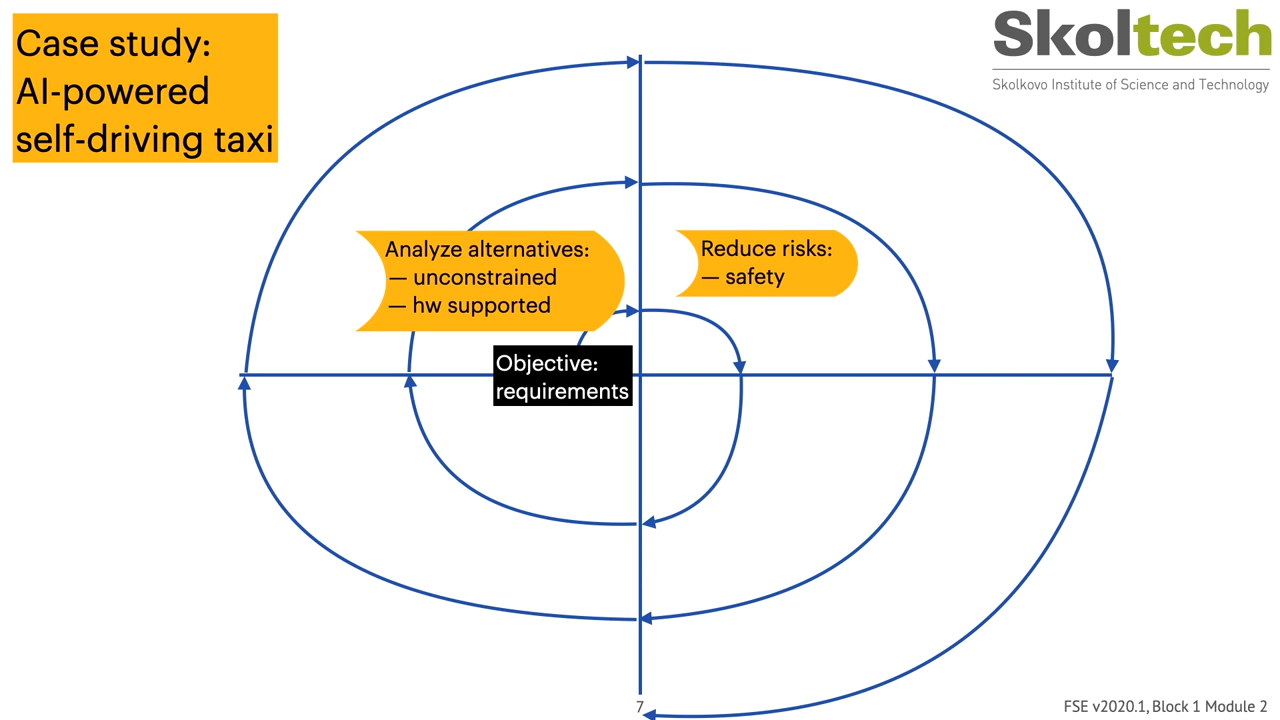 Case study:
AI-powered
self-driving taxi
Skoltech
Skolkovo Institute of Science and Technology
Analyze alternatives:
— unconstrained
— hw supported
Reduce risks:
— safety
Objective:
requirements
7
FSE v2020.1, Block 1 Module 2